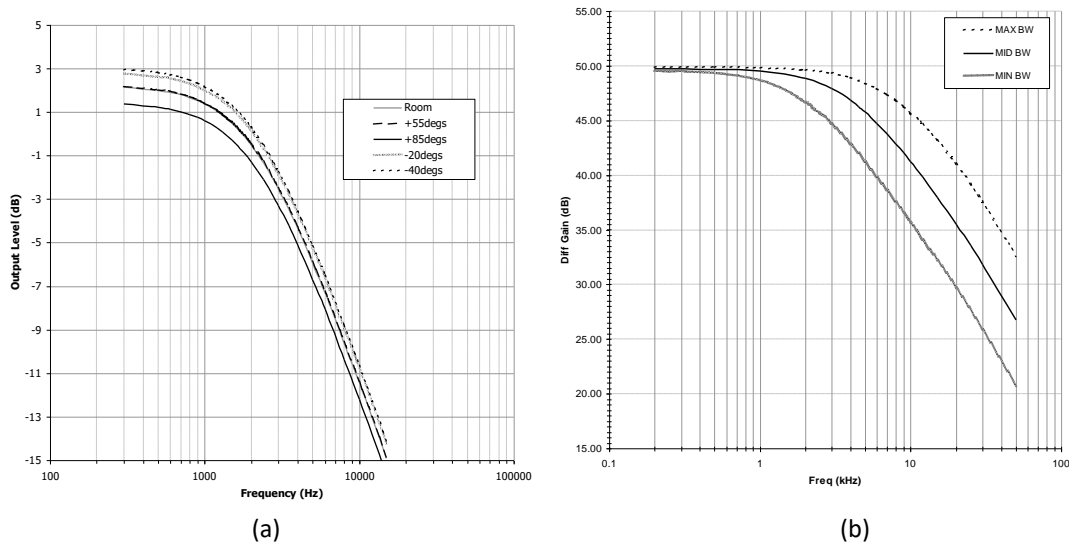 5
3
1
-1
-3
-5
-7
-9
-11
-13
-15
100
1000
10000
100000
Output Level (dB)
Frequency (Hz)
Room
+55degs
+85degs
-20degs
-40degs
(a)
55.00
50.00
45.00
40.00
35.00
30.00
25.00
20.00
15.00
0.1
1
10
100
Diff Gain (dB)
Freq (kHz)
MAX BW
MID BW
MIN BW
(b)